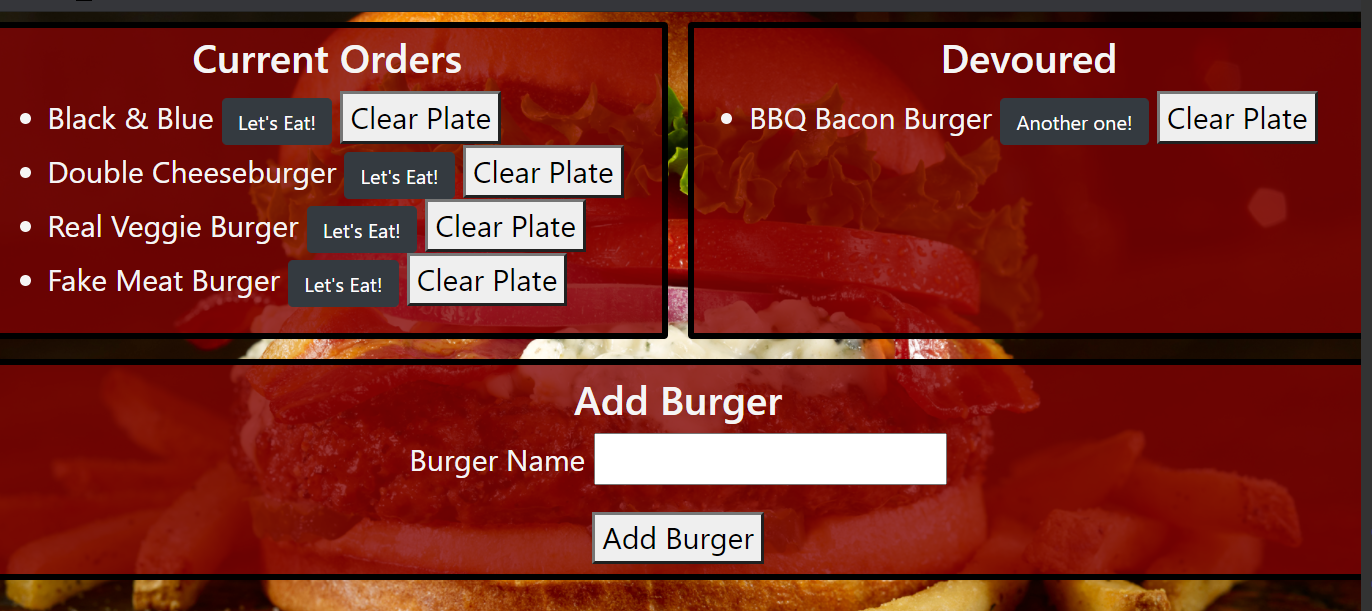 Current Orders
Black & Blue Let's Eat! Clear Plate
Double Cheeseburger Let's Eat! Clear Plate
Real Veggie Burger Let's Eat! Clear Plate
Fake Meat Burger Let's Eat! Clear Plate
Devoured
BBQ Bacon Burger Another one! Clear Plate
Add Burger
Burger Name
Add Burger